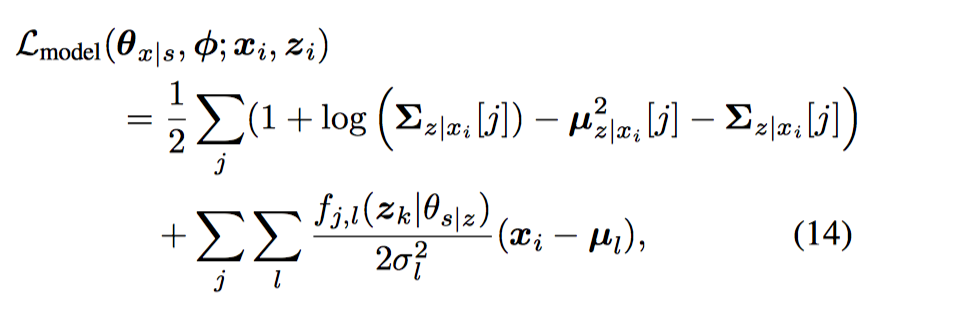 ℒ_model(θ_{x|s}, ϕ; x_i, z_i)
= 1/2 ∑_j (1 + log (Σ_{z|x_i}[j]) − μ²_{z|x_i}[j] − Σ_{z|x_i}[j])
+ ∑_j ∑_l f_{j,l}(z_k|θ_{s|z}) / 2σ_l² (x_i − μ_l), (14)